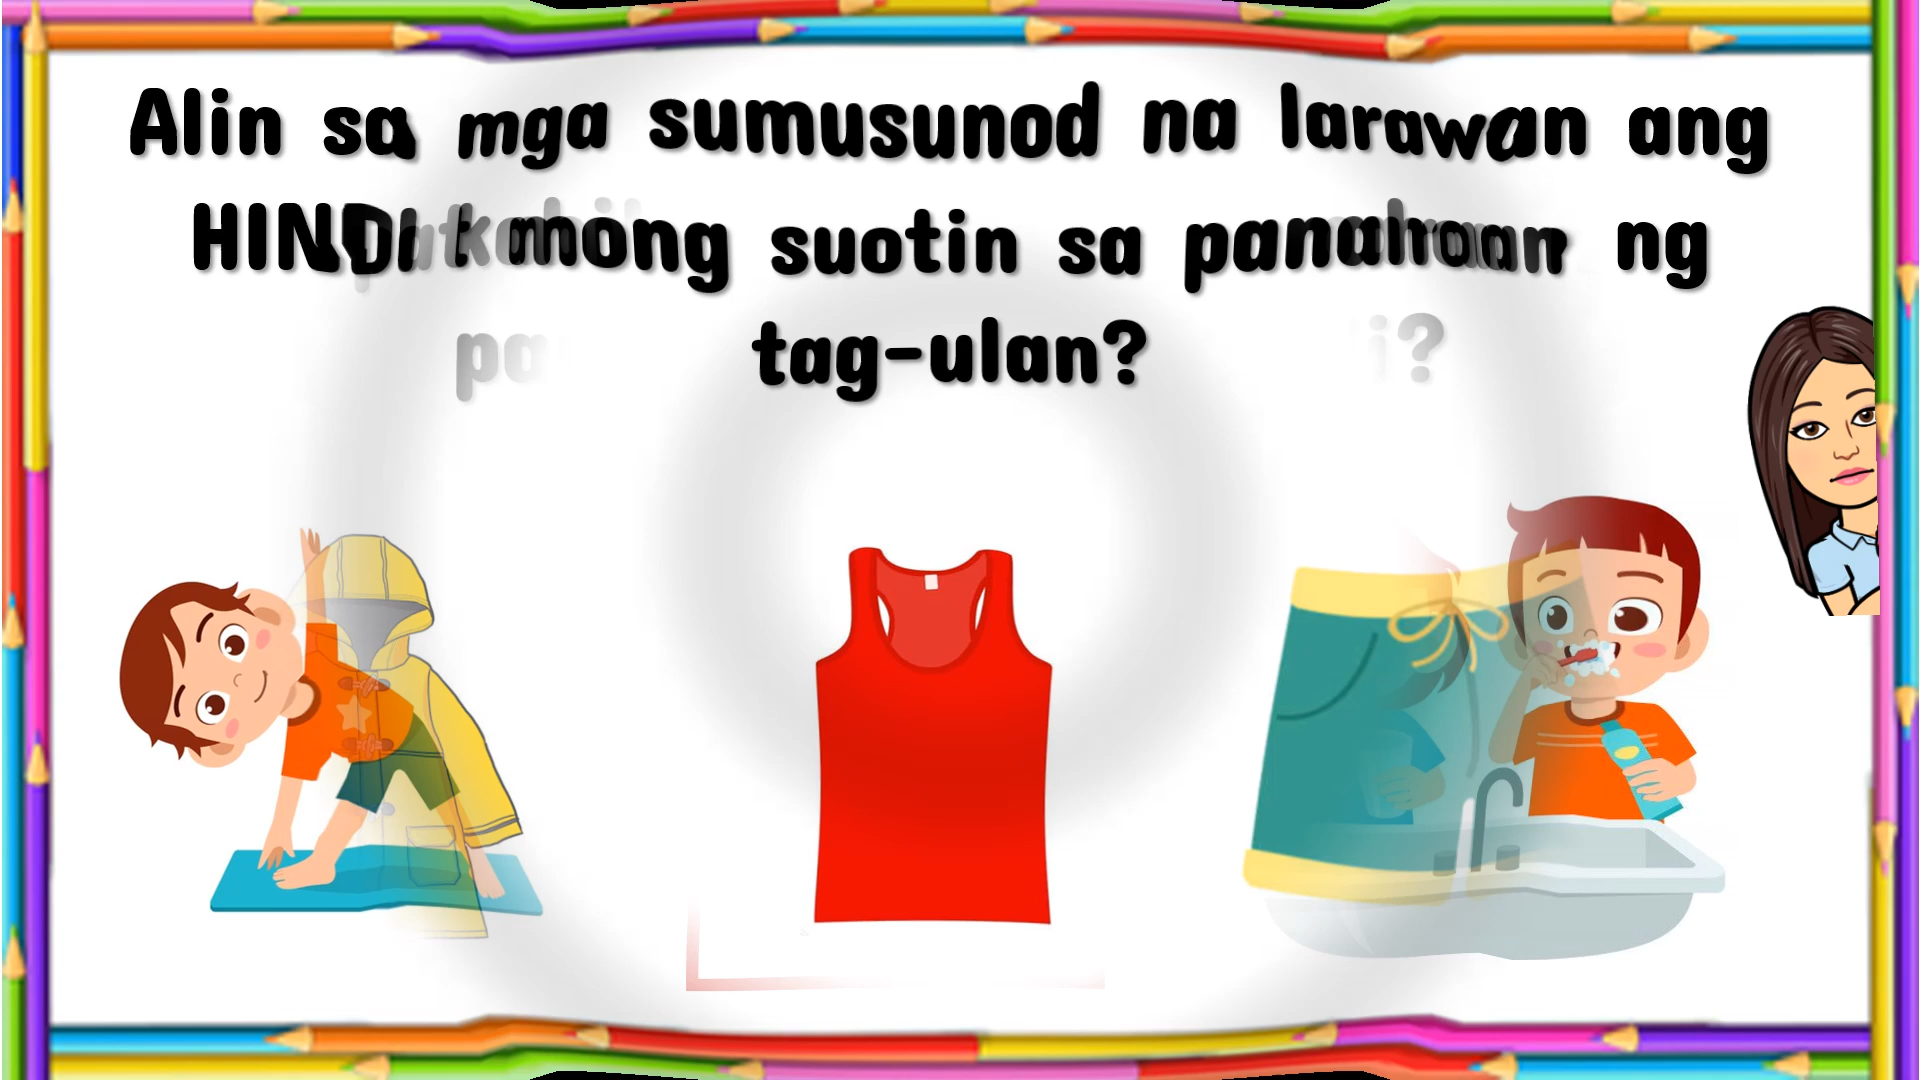 Alin sa mga sumusunod na larawan ang
HINDI mong suotin sa panahon ng
tag-ulan?